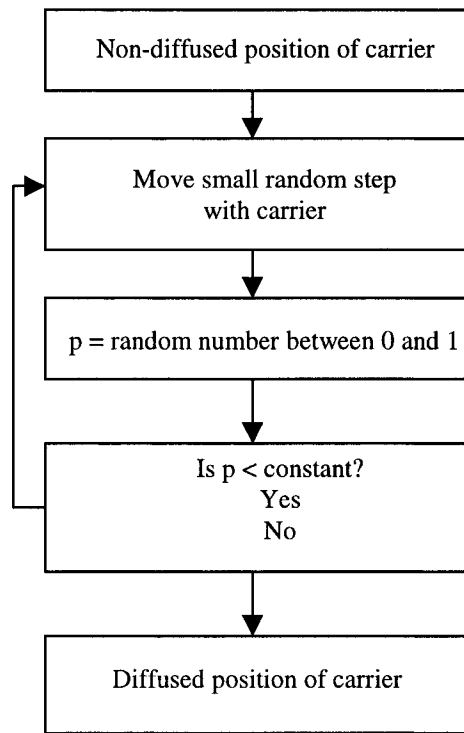 Non-diffused position of carrier
Move small random step
with carrier
p = random number between 0 and 1
Is p < constant?
Yes
No
Diffused position of carrier